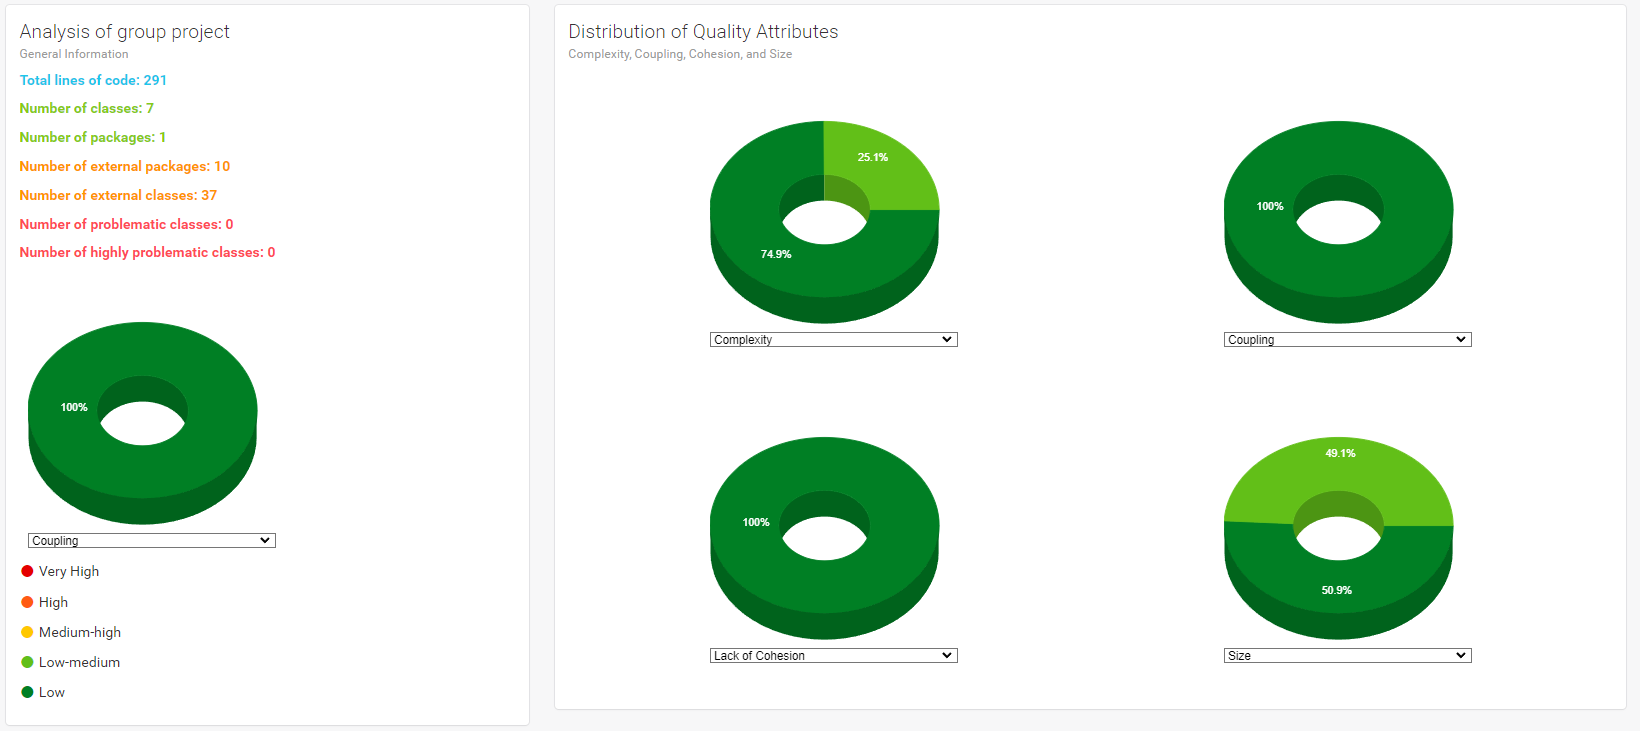 Analysis of group project
General Information
Total lines of code: 291
Number of classes: 7
Number of packages: 1
Number of external packages: 10
Number of external classes: 37
Number of problematic classes: 0
Number of highly problematic classes: 0
100%
Coupling
Very High
High
Medium-high
Low-medium
Low
Distribution of Quality Attributes
Complexity, Coupling, Cohesion, and Size
25.1%
74.9%
Complexity
100%
Coupling
100%
Lack of Cohesion
49.1%
50.9%
Size